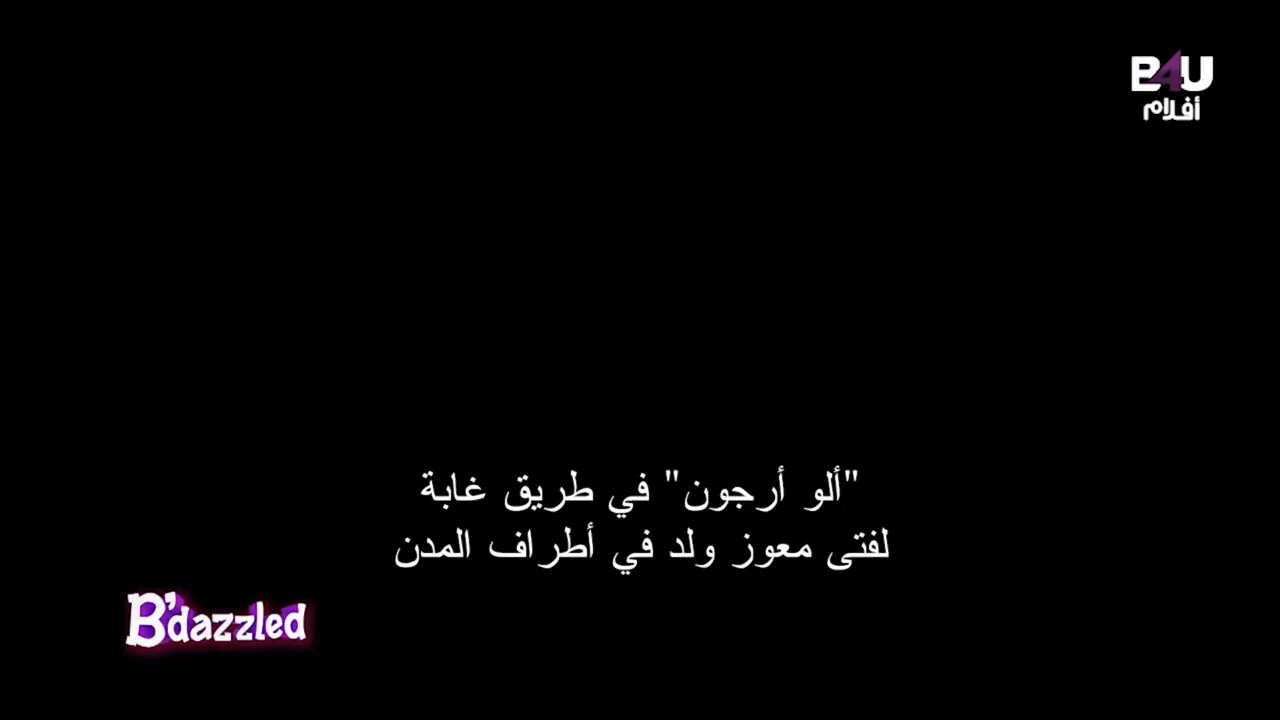 B4U
أفلام
"ألو أرجون" في طريق غابة
لفتى معوز ولد في أطراف المدن
B'dazzled